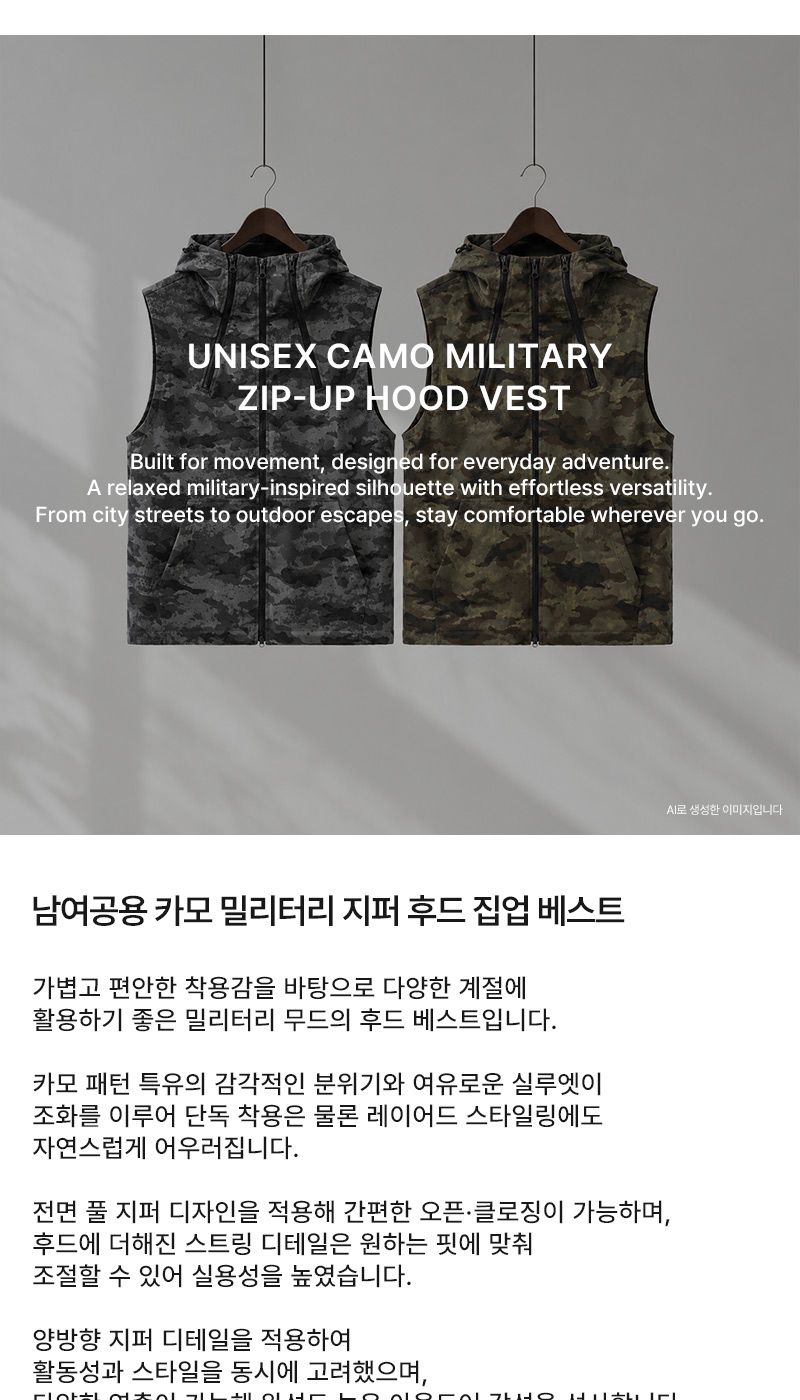 UNISEX CAMO MILITARY
ZIP-UP HOOD VEST
Built for movement, designed for everyday adventure.
A relaxed military-inspired silhouette with effortless versatility.
From city streets to outdoor escapes, stay comfortable wherever you go.
AI로 생성한 이미지입니다
남여공용 카모 밀리터리 지퍼 후드 집업 베스트
가볍고 편안한 착용감을 바탕으로 다양한 계절에
활용하기 좋은 밀리터리 무드의 후드 베스트입니다.
카모 패턴 특유의 감각적인 분위기와 여유로운 실루엣이
조화를 이루어 단독 착용은 물론 레이어드 스타일링에도
자연스럽게 어우러집니다.
전면 풀 지퍼 디자인을 적용해 간편한 오픈·클로징이 가능하며,
후드에 더해진 스트링 디테일은 원하는 핏에 맞춰
조절할 수 있어 실용성을 높였습니다.
양방향 지퍼 디테일을 적용하여
활동성과 스타일을 동시에 고려했으며,